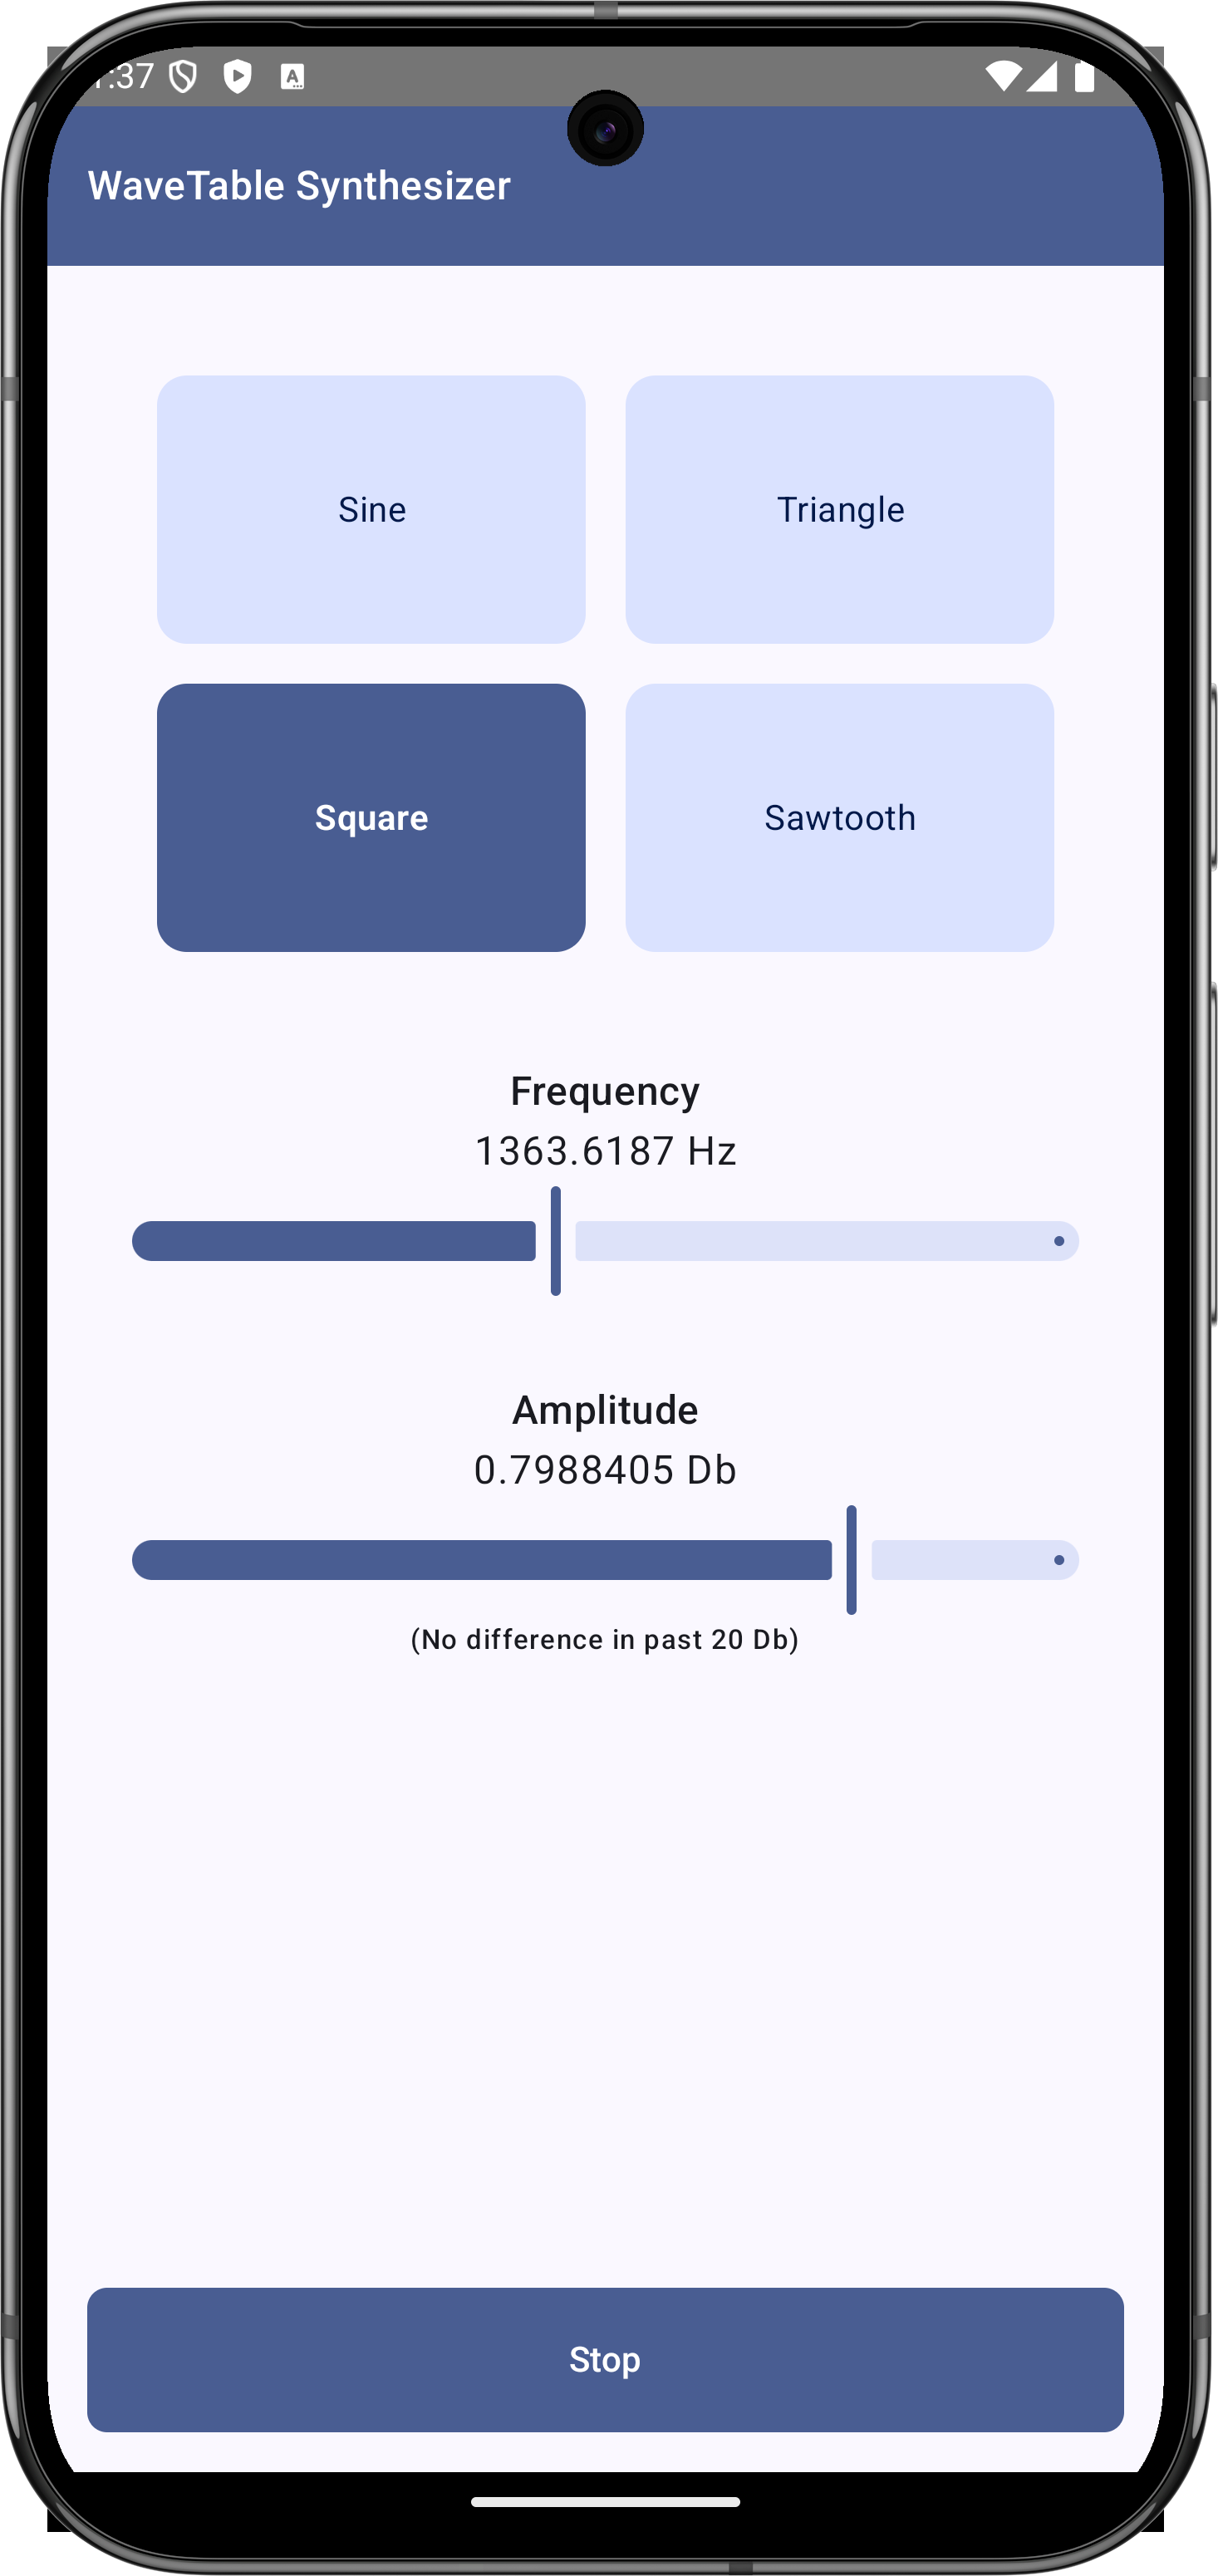 :37
WaveTable Synthesizer
Sine
Triangle
Square
Sawtooth
Frequency
1363.6187 Hz
Amplitude
0.7988405 Db
(No difference in past 20 Db)
Stop